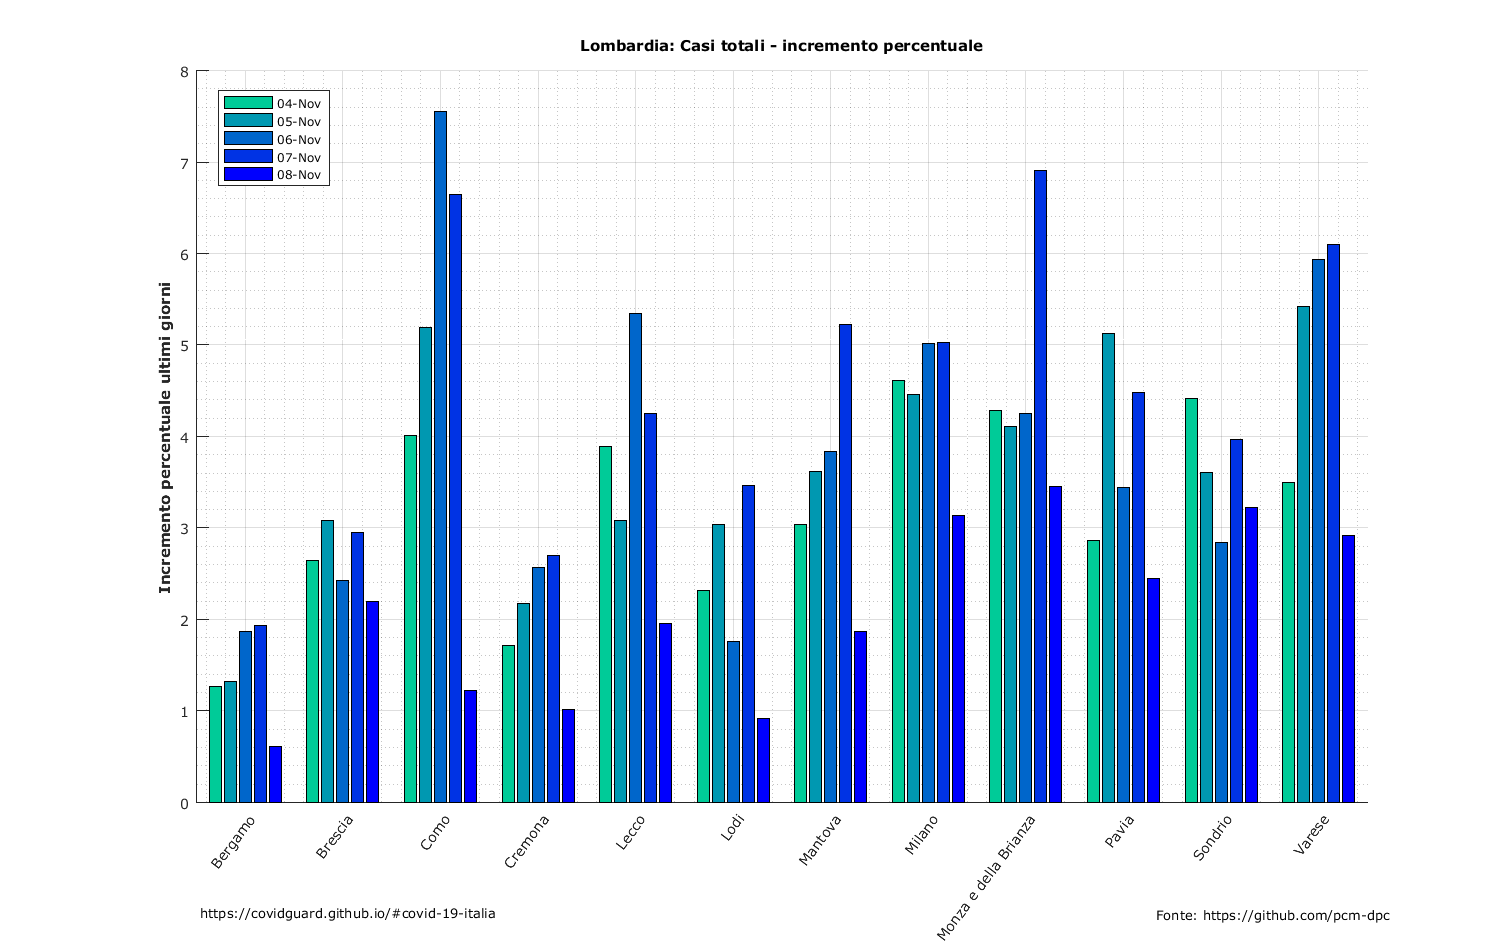 Lombardia: Casi totali - incremento percentuale
8
7
6
5
4
3
2
1
0
Incremento percentuale ultimi giorni
04-Nov
05-Nov
06-Nov
07-Nov
08-Nov
Bergamo
Brescia
Como
Cremona
Lecco
Lodi
Mantova
Milano
Monza e della Brianza
Pavia
Sondrio
Varese
https://covidguard.github.io/#covid-19-italia
Fonte: https://github.com/pcm-dpc